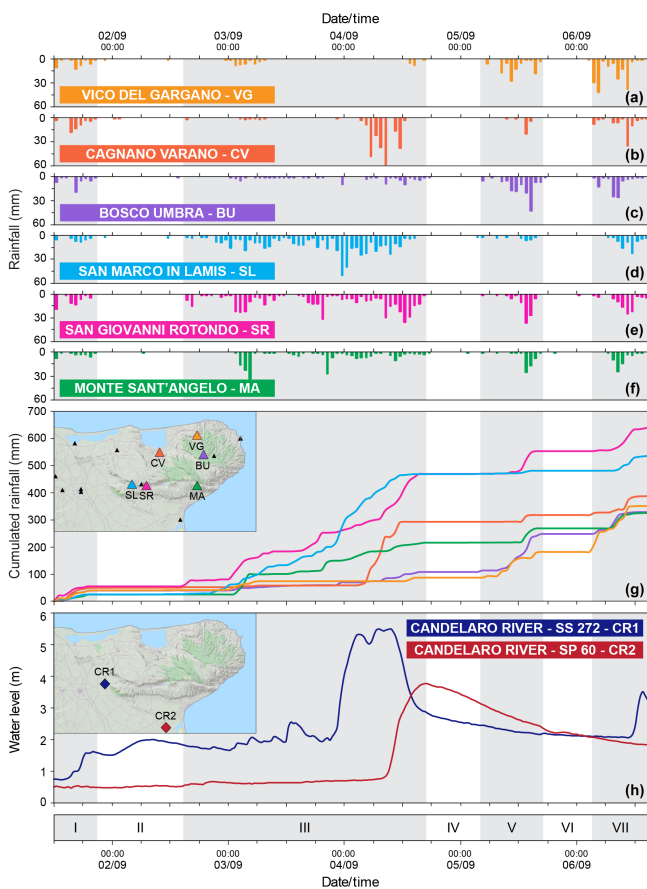 Date/time
02/09 03/09 04/09 05/09 06/09
00:00 00:00 00:00 00:00 00:00
0
30
60
VICO DEL GARGANO - VG
(a)
0
30
60
CAGNANO VARANO - CV
(b)
0
30
60
BOSCO UMBRA - BU
(c)
Rainfall (mm)
0
30
60
SAN MARCO IN LAMIS - SL
(d)
0
30
60
SAN GIOVANNI ROTONDO - SR
(e)
0
30
60
MONTE SANT'ANGELO - MA
(f)
Cumulated rainfall (mm)
700
600
500
400
300
200
100
0
VG
CV
BU
SL SR MA
(g)
Water level (m)
6
5
4
3
2
1
0
CANDELARO RIVER - SS 272 - CR1
CANDELARO RIVER - SP 60 - CR2
CR1
CR2
(h)
I II III IV V VI VII
00:00 00:00 00:00 00:00 00:00
02/09 03/09 04/09 05/09 06/09
Date/time